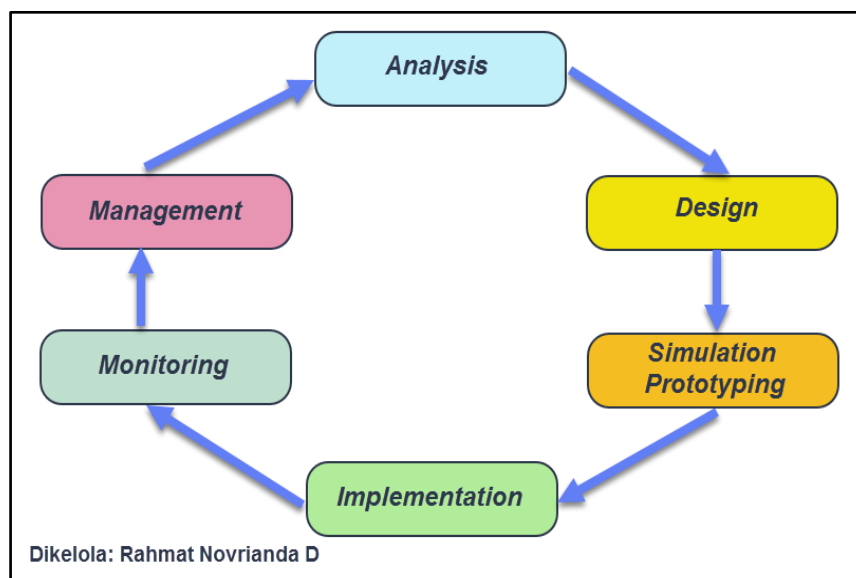 Analysis
Design
Simulation
Prototyping
Implementation
Monitoring
Management
Dikelola: Rahmat Novrianda D